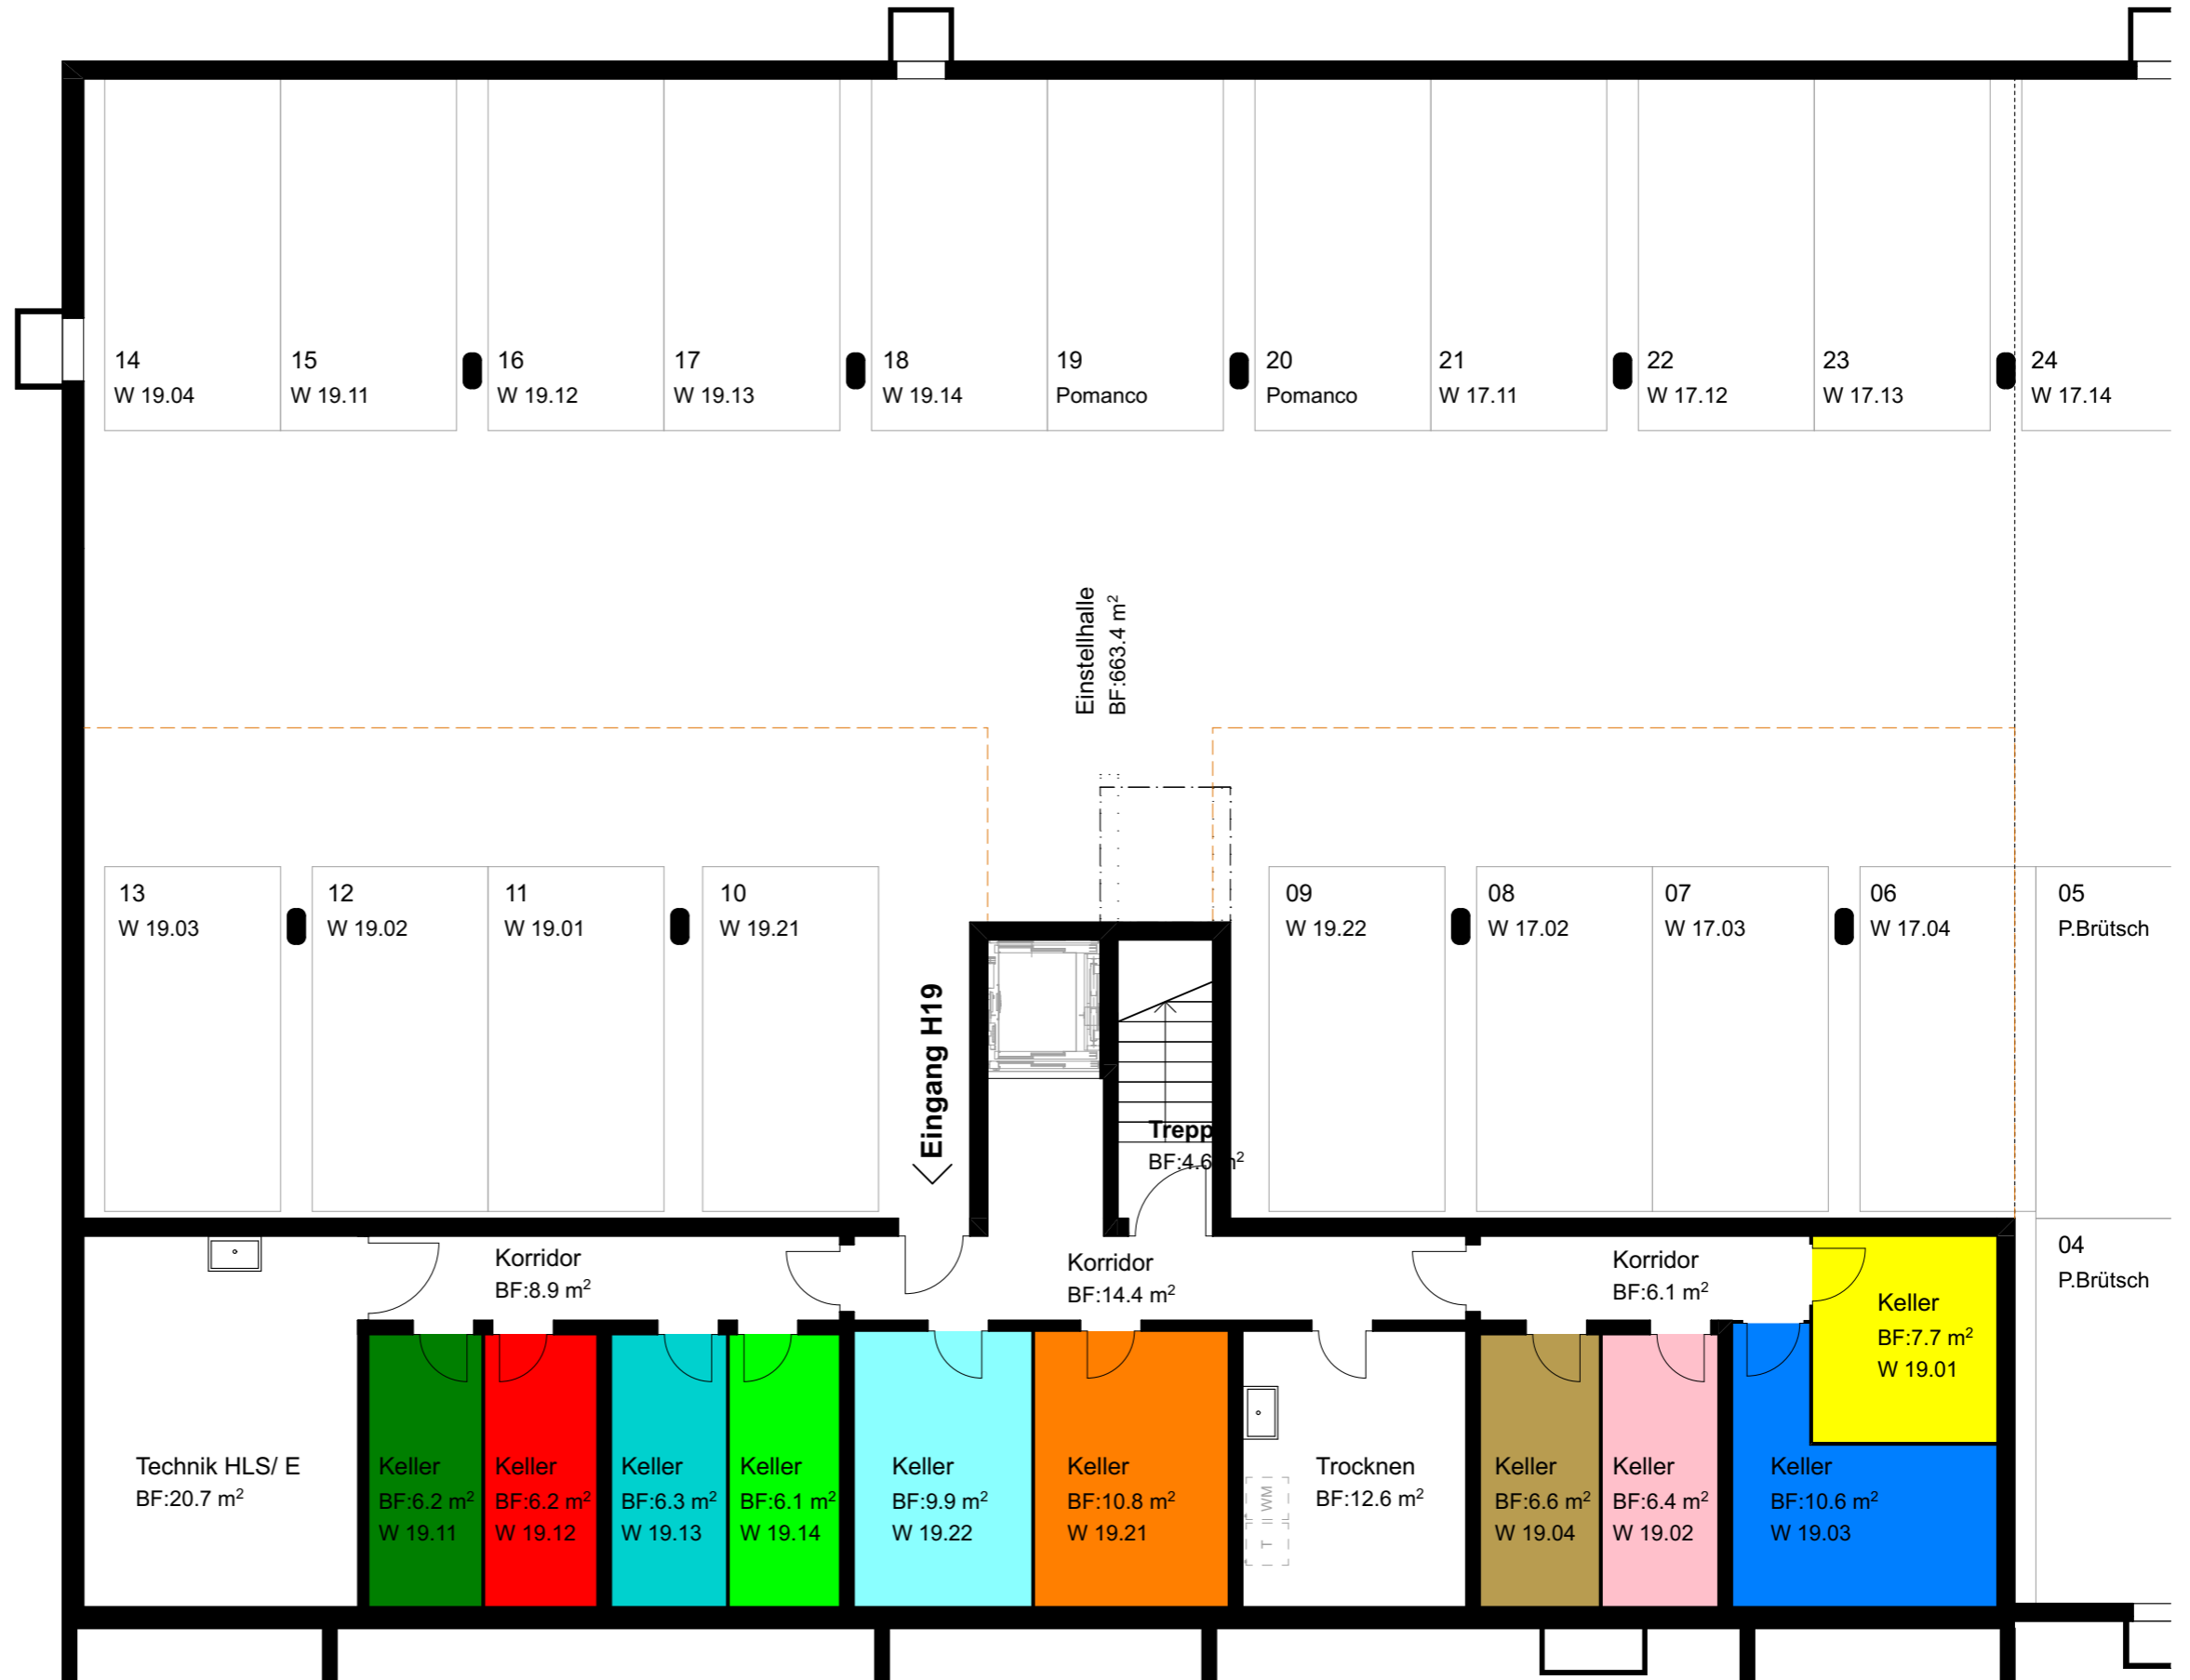 14
W 19.04
15
W 19.11
16
W 19.12
17
W 19.13
18
W 19.14
19
Pomanco
20
Pomanco
21
W 17.11
22
W 17.12
23
W 17.13
24
W 17.14
Einstellhalle
BF:663.4 m²
13
W 19.03
12
W 19.02
11
W 19.01
10
W 19.21
09
W 19.22
08
W 17.02
07
W 17.03
06
W 17.04
05
P.Brütsch
Eingang H19
Trepp
BF:4.6 m²
04
P.Brütsch
Korridor
BF:8.9 m²
Korridor
BF:14.4 m²
Korridor
BF:6.1 m²
Keller
BF:7.7 m²
W 19.01
Technik HLS/ E
BF:20.7 m²
Keller
BF:6.2 m²
W 19.11
Keller
BF:6.2 m²
W 19.12
Keller
BF:6.3 m²
W 19.13
Keller
BF:6.1 m²
W 19.14
Keller
BF:9.9 m²
W 19.22
Keller
BF:10.8 m²
W 19.21
WM
T
Trocknen
BF:12.6 m²
Keller
BF:6.6 m²
W 19.04
Keller
BF:6.4 m²
W 19.02
Keller
BF:10.6 m²
W 19.03